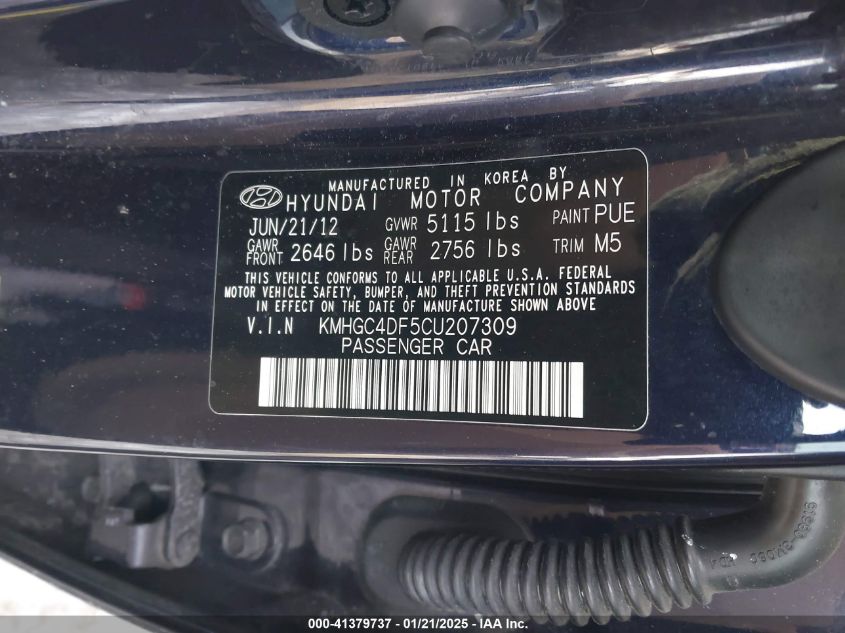 MANUFACTURED IN KOREA BY
HYUNDAI MOTOR COMPANY
JUN/21/12 GVWR 5115 lbs PAINT PUE
GAWR FRONT 2646 lbs GAWR REAR 2756 lbs TRIM M5
THIS VEHICLE CONFORMS TO ALL APPLICABLE U.S.A. FEDERAL
MOTOR VEHICLE SAFETY, BUMPER, AND THEFT PREVENTION STANDARDS
IN EFFECT ON THE DATE OF MANUFACTURE SHOWN ABOVE
V.I.N KMHGC4DF5CU207309
PASSENGER CAR
000-41379737 - 01/21/2025 - IAA Inc.